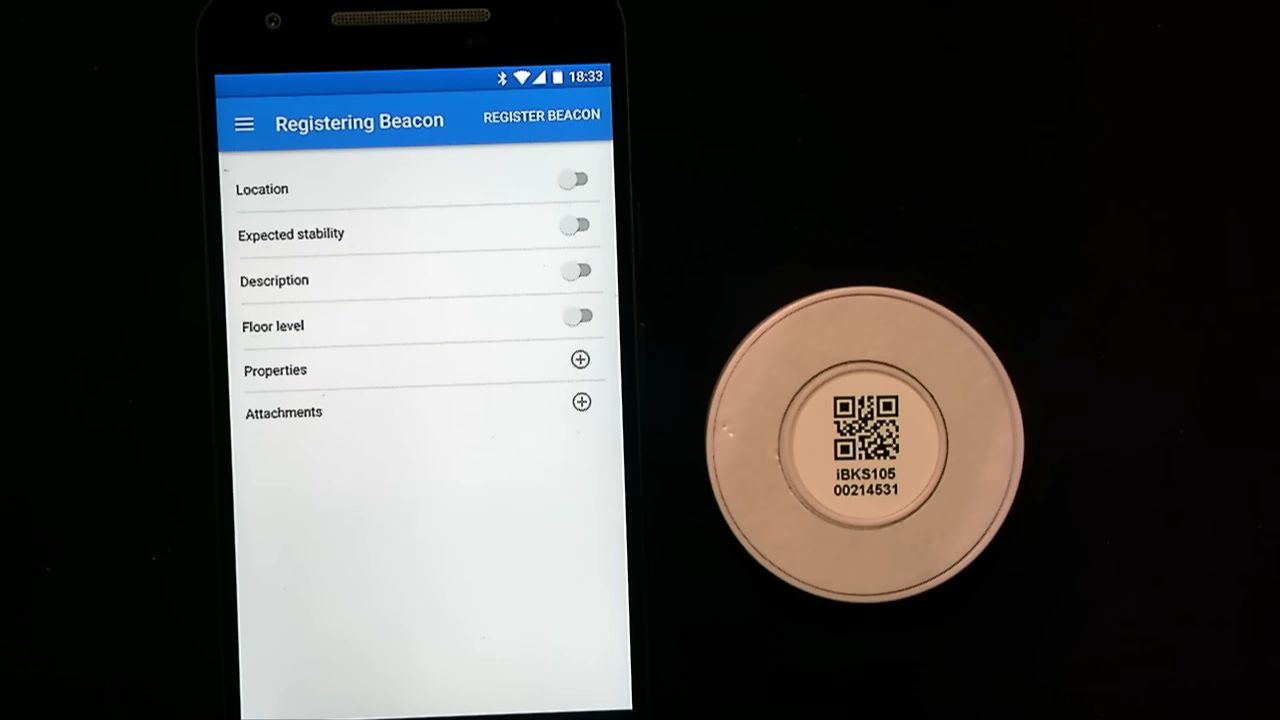 18:33
Registering Beacon REGISTER BEACON
Location
Expected stability
Description
Floor level
Properties
Attachments
iBKS105
00214531